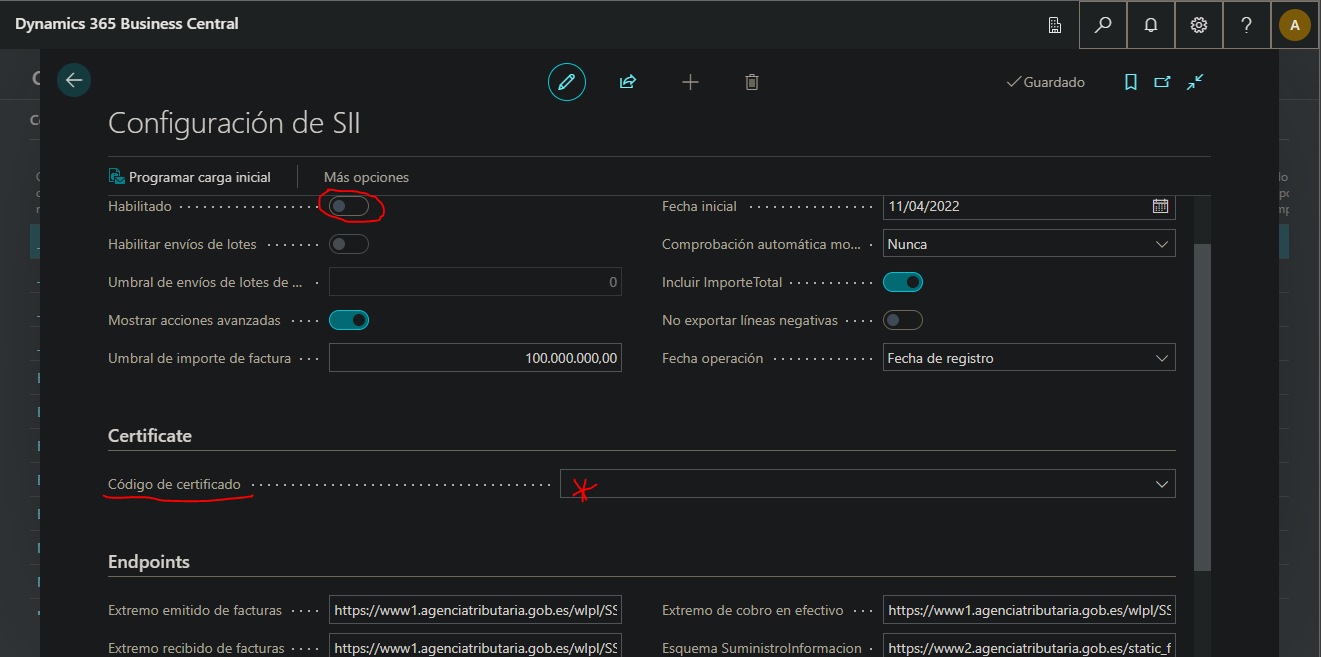 Dynamics 365 Business Central
A
Guardado
Configuración de SII
Programar carga inicial
Más opciones
Habilitado
Fecha inicial
11/04/2022
Habilitar envíos de lotes
Comprobación automática mo...
Nunca
Umbral de envíos de lotes de ...
0
Incluir ImporteTotal
Mostrar acciones avanzadas
No exportar líneas negativas
Umbral de importe de factura
100.000.000,00
Fecha operación
Fecha de registro
Certificate
Código de certificado
Endpoints
Extremo emitido de facturas
https://www1.agenciatributaria.gob.es/wlpl/SS
Extremo de cobro en efectivo
https://www1.agenciatributaria.gob.es/wlpl/SS
Extremo recibido de facturas
https://www1.agenciatributaria.gob.es/wlpl/SS
Esquema SuministroInformacion
https://www2.agenciatributaria.gob.es/static_f